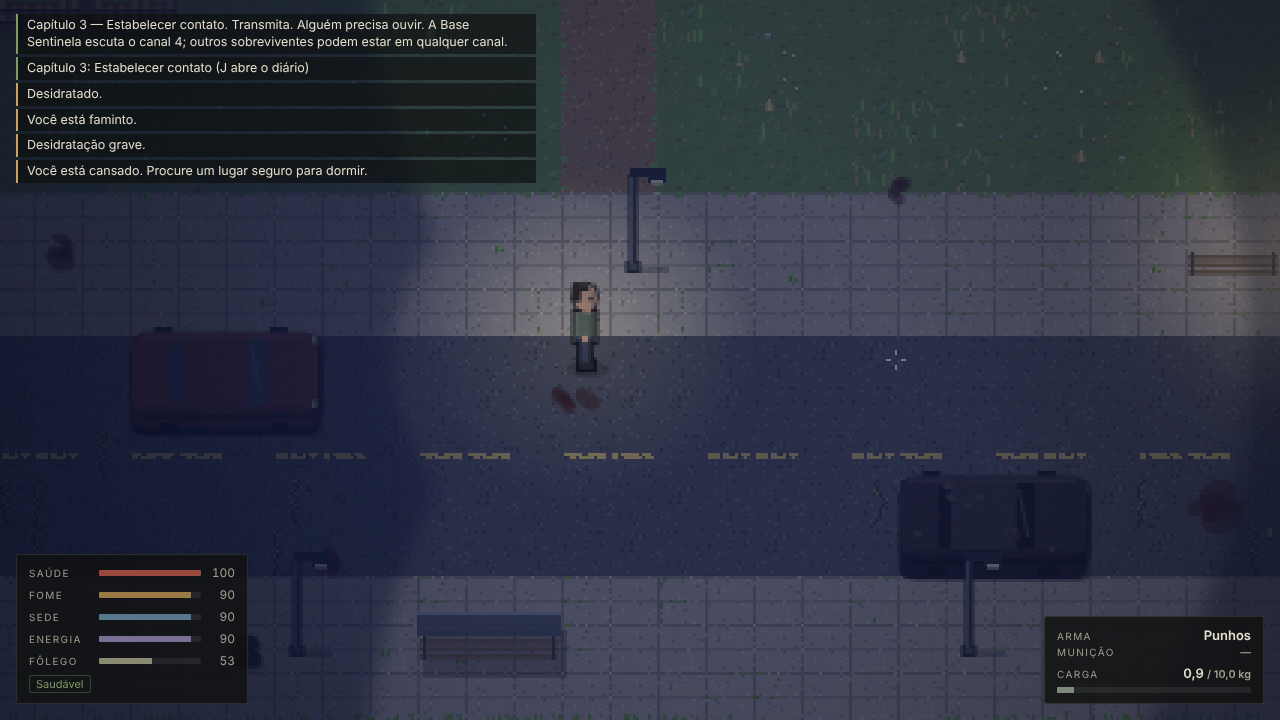 Capítulo 3 — Estabelecer contato. Transmita. Alguém precisa ouvir. A Base
Sentinela escuta o canal 4; outros sobreviventes podem estar em qualquer canal.
Capítulo 3: Estabelecer contato (J abre o diário)
Desidratado.
Você está faminto.
Desidratação grave.
Você está cansado. Procure um lugar seguro para dormir.
SAÚDE 100
FOME 90
SEDE 90
ENERGIA 90
FÔLEGO 53
Saudável
ARMA Punhos
MUNIÇÃO —
CARGA 0,9 / 10,0 kg